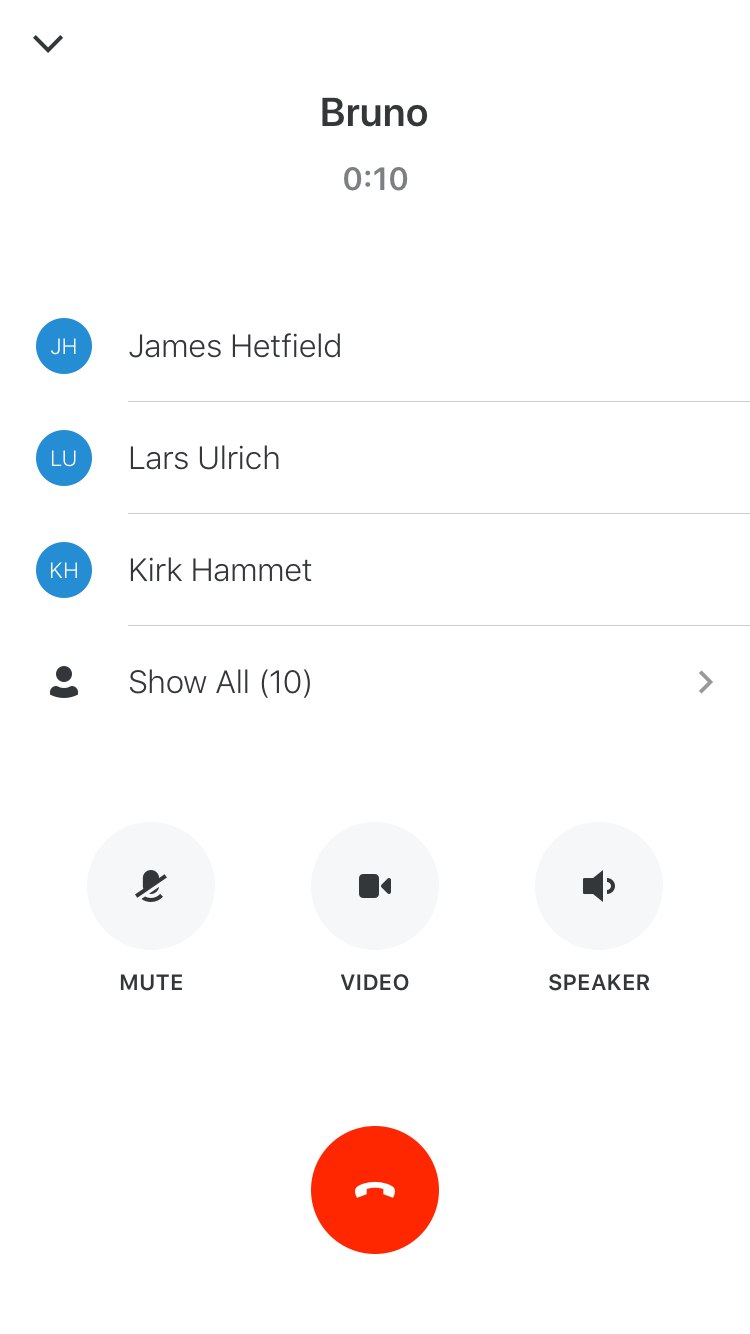 Bruno
0:10
JH James Hetfield
LU Lars Ulrich
KH Kirk Hammet
Show All (10)
MUTE VIDEO SPEAKER